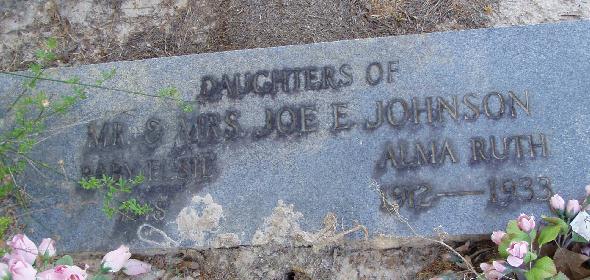 DAUGHTERS OF
MR. & MRS. JOE E. JOHNSON
BABY ELSIE
ALMA RUTH
1912 — 1933